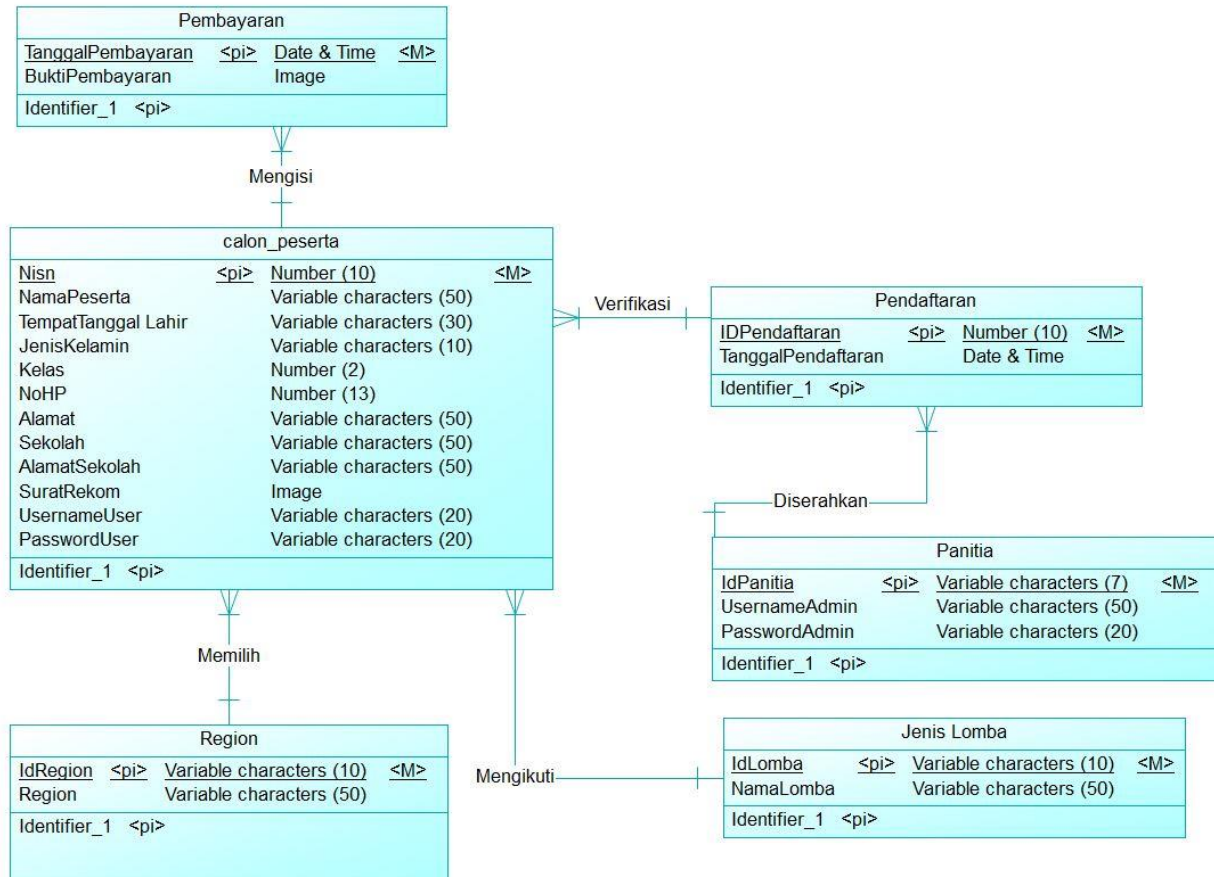 Pembayaran
TanggalPembayaran <pi> Date & Time <M>
BuktiPembayaran Image
Identifier_1 <pi>
Mengisi
calon_peserta
Nisn <pi> Number (10) <M>
NamaPeserta Variable characters (50)
TempatTanggal Lahir Variable characters (30)
JenisKelamin Variable characters (10)
Kelas Number (2)
NoHP Number (13)
Alamat Variable characters (50)
Sekolah Variable characters (50)
AlamatSekolah Variable characters (50)
SuratRekom Image
UsernameUser Variable characters (20)
PasswordUser Variable characters (20)
Identifier_1 <pi>
Verifikasi
Pendaftaran
IDPendaftaran <pi> Number (10) <M>
TanggalPendaftaran Date & Time
Identifier_1 <pi>
Diserahkan
Panitia
IdPanitia <pi> Variable characters (7) <M>
UsernameAdmin Variable characters (50)
PasswordAdmin Variable characters (20)
Identifier_1 <pi>
Memilih
Region
IdRegion <pi> Variable characters (10) <M>
Region Variable characters (50)
Identifier_1 <pi>
Mengikuti
Jenis Lomba
IdLomba <pi> Variable characters (10) <M>
NamaLomba Variable characters (50)
Identifier_1 <pi>